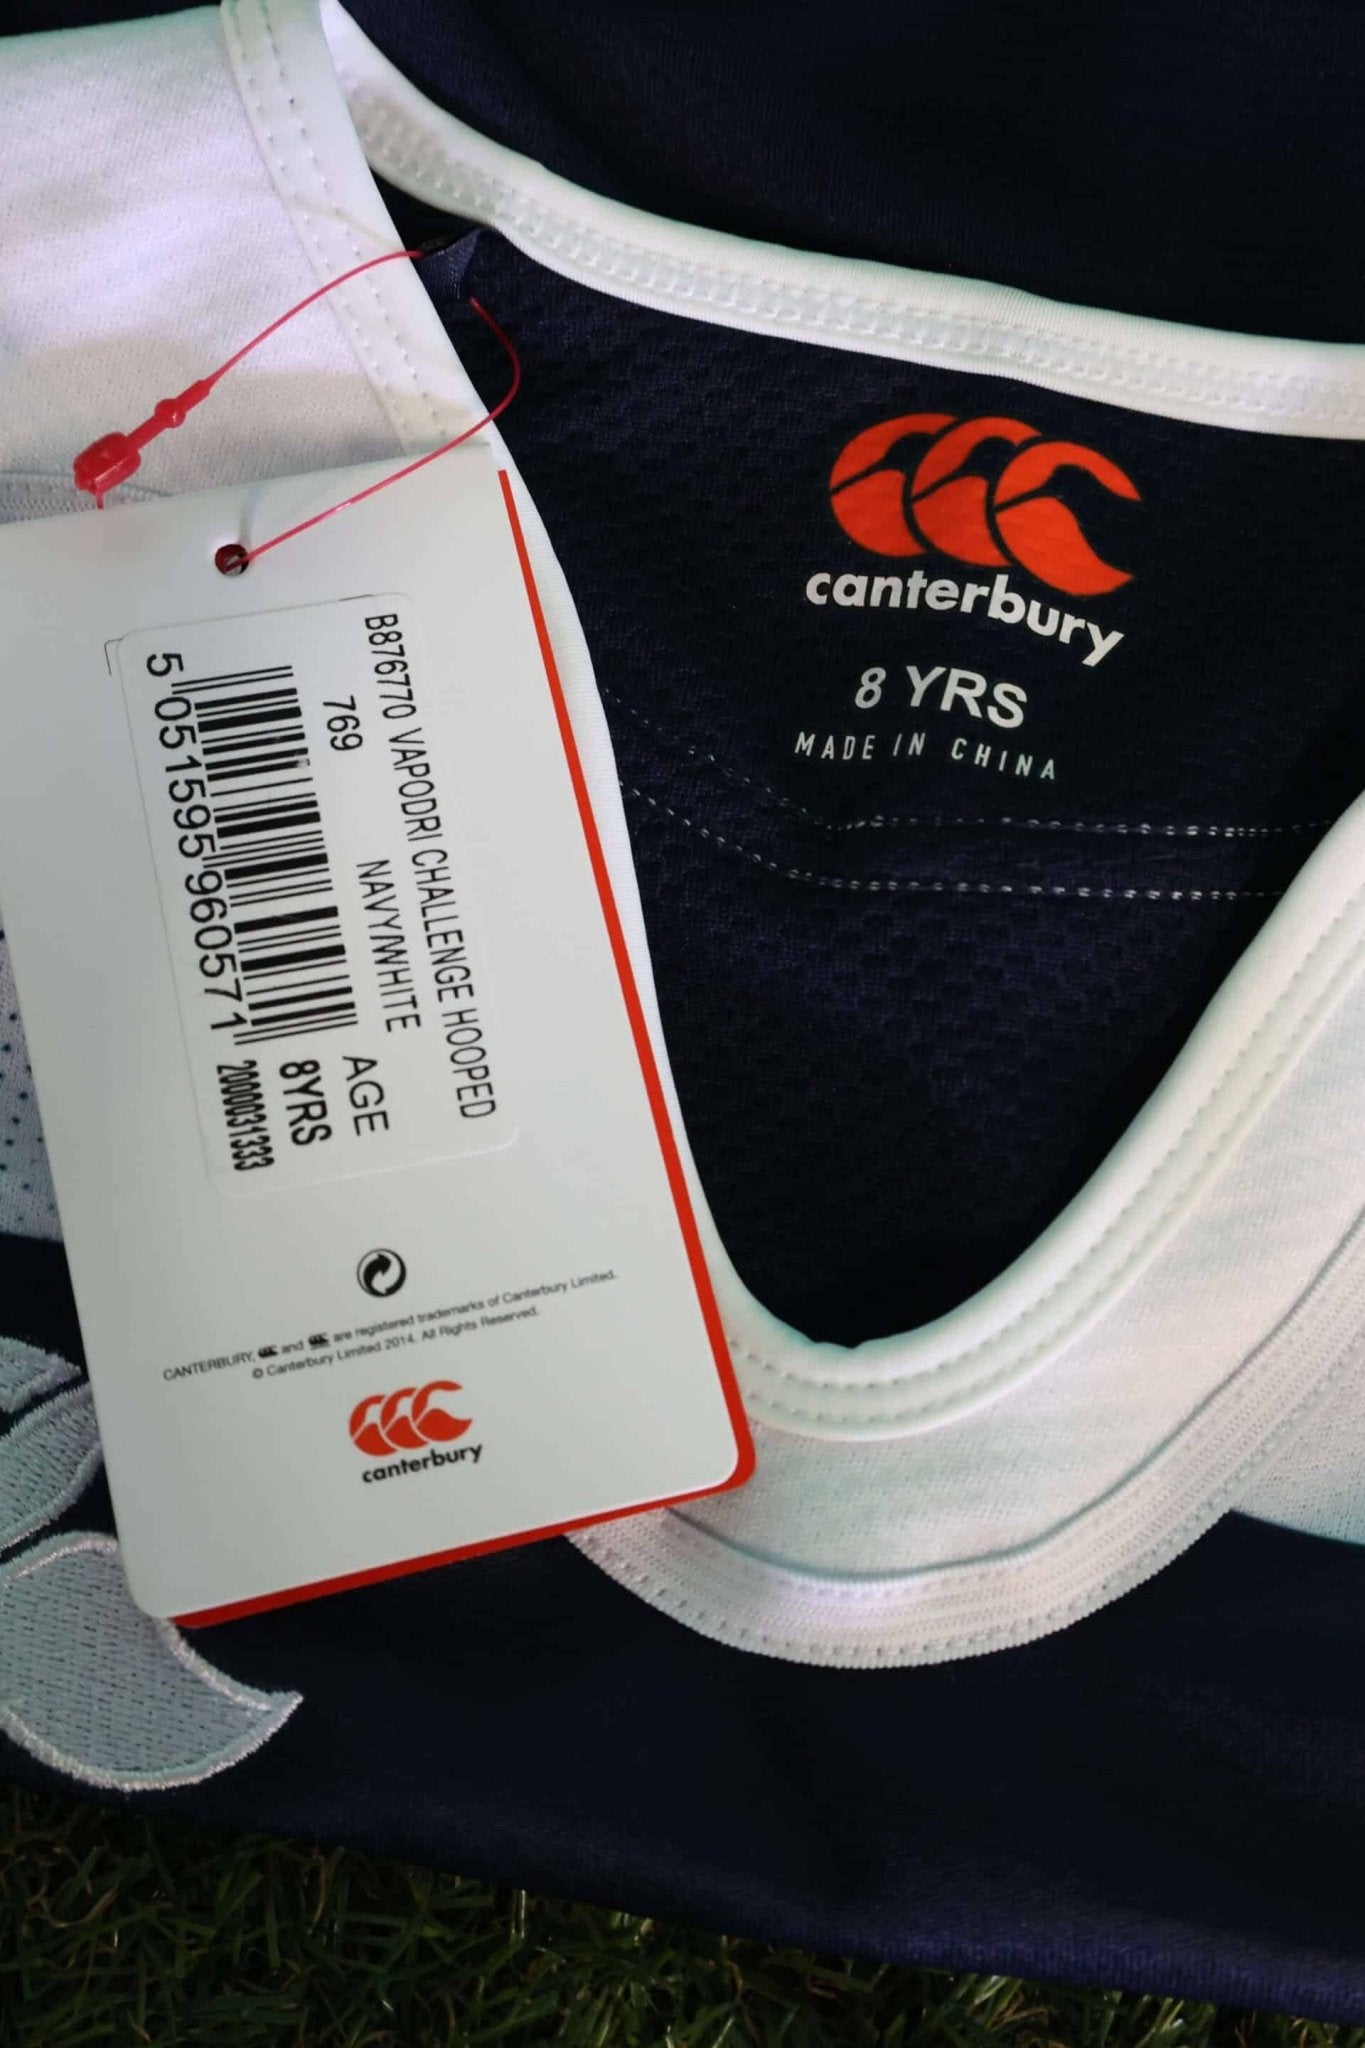 canterbury
8 YRS
MADE IN CHINA
B876770 VAPODRI CHALLENGE HOOPED
769 NAVY/WHITE AGE
8YRS
5 051595 960571
2000031333
CANTERBURY, and are registered trademarks of Canterbury Limited.
© Canterbury Limited 2014. All Rights Reserved.
canterbury